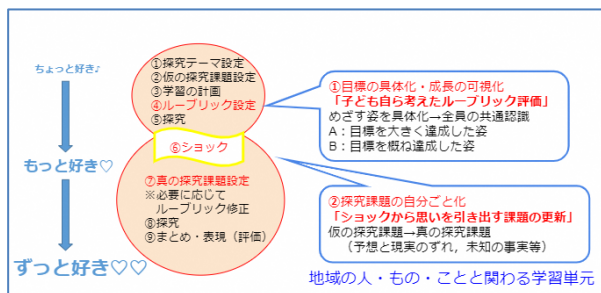 ちょっと好き♪
もっと好き♡
ずっと好き♡♡
①探究テーマ設定
②仮の探究課題設定
③学習の計画
④ルーブリック設定
⑤探究
⑥ショック
⑦真の探究課題設定
※必要に応じて
ルーブリック修正
⑧探究
⑨まとめ・表現（評価）
①目標の具体化・成長の可視化
「子ども自ら考えたルーブリック評価」
めざす姿を具体化→全員の共通認識
A：目標を大きく達成した姿
B：目標を概ね達成した姿
②探究課題の自分ごと化
「ショックから思いを引き出す課題の更新」
仮の探究課題→真の探究課題
（予想と現実のずれ，未知の事実等）
地域の人・もの・ことと関わる学習単元